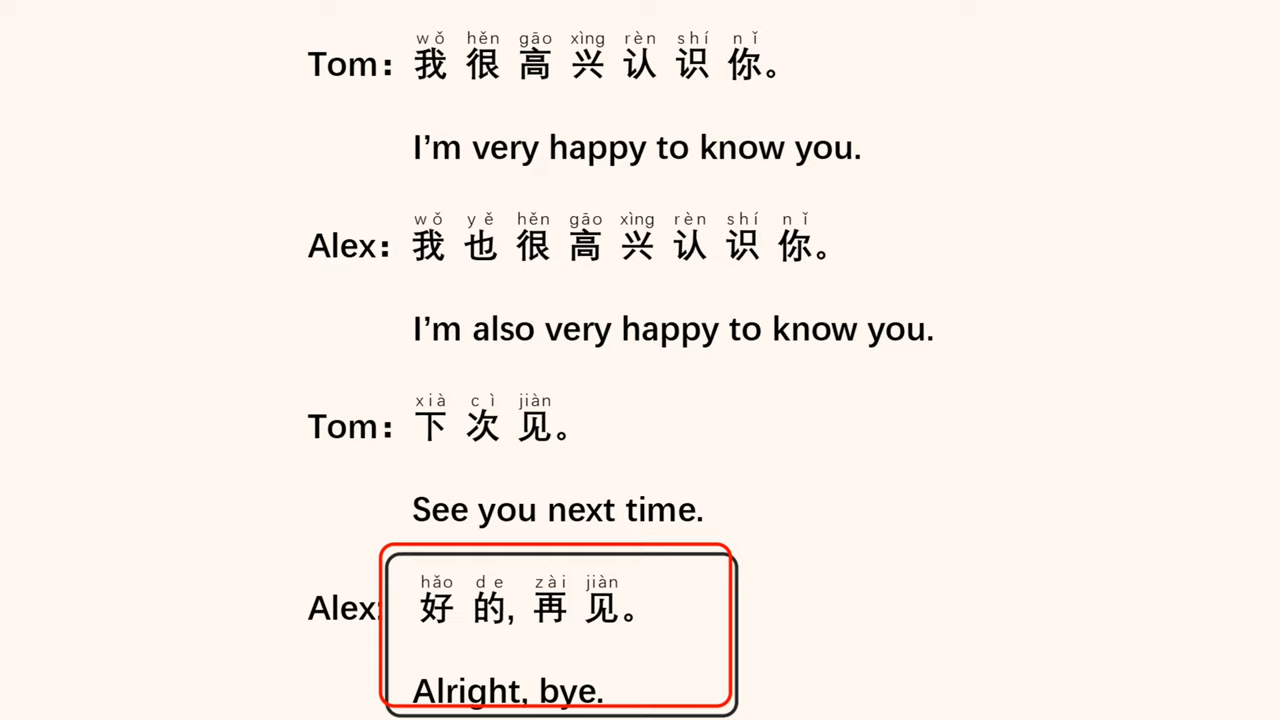 wǒ hěn gāo xìng rèn shí nǐ
Tom：我很高兴认识你。
I’m very happy to know you.
wǒ yě hěn gāo xìng rèn shí nǐ
Alex：我也很高兴认识你。
I’m also very happy to know you.
xià cì jiàn
Tom：下次见。
See you next time.
hǎo de zài jiàn
Alex: 好的, 再见。
Alright, bye.